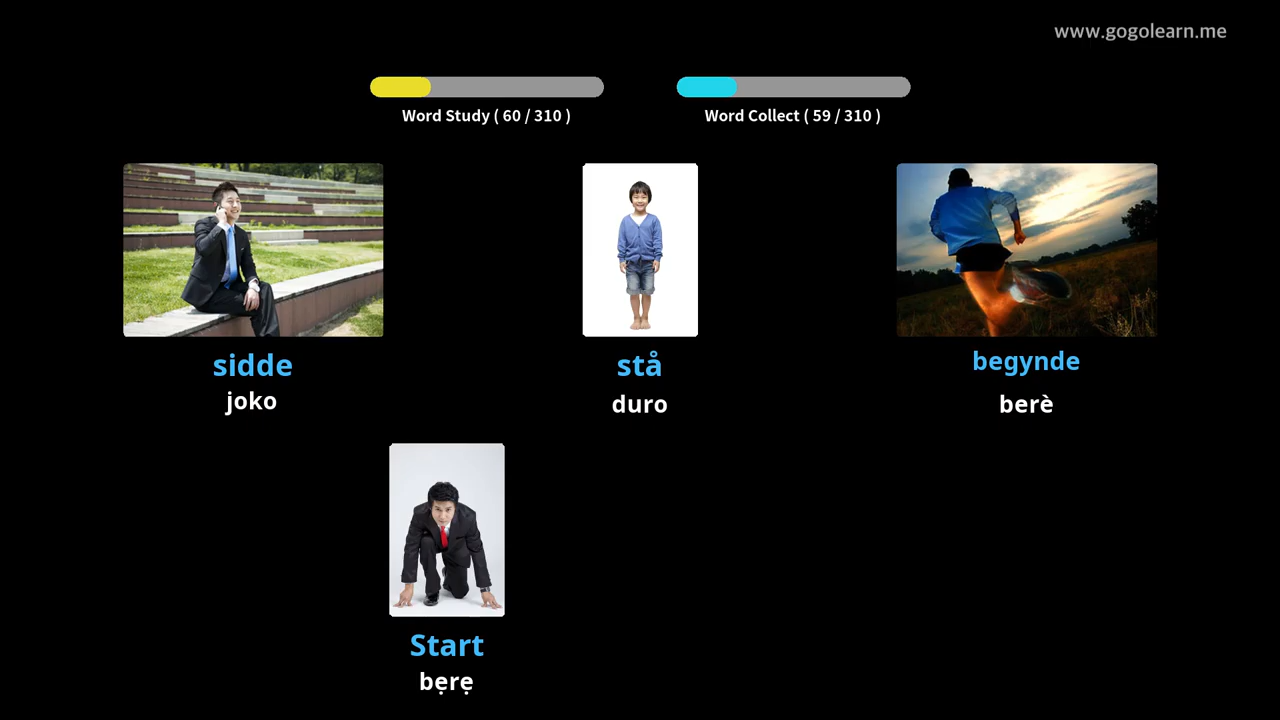 www.gogolearn.me
Word Study ( 60 / 310 )
Word Collect ( 59 / 310 )
sidde
joko
stå
duro
begynde
berè
Start
bẹrẹ